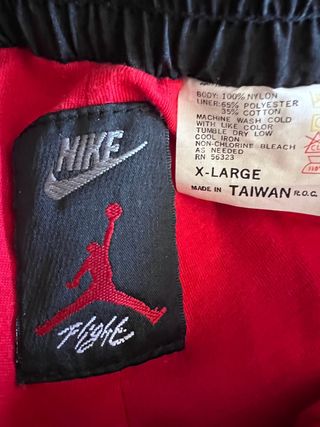 NIKE
Flight
BODY: 100% NYLON
LINER: 65% POLYESTER
35% COTTON
MACHINE WASH COLD
WITH LIKE COLOR
TUMBLE DRY LOW
COOL IRON
NON-CHLORINE BLEACH
AS NEEDED
RN 56323
X-LARGE
MADE IN TAIWAN R.O.C.